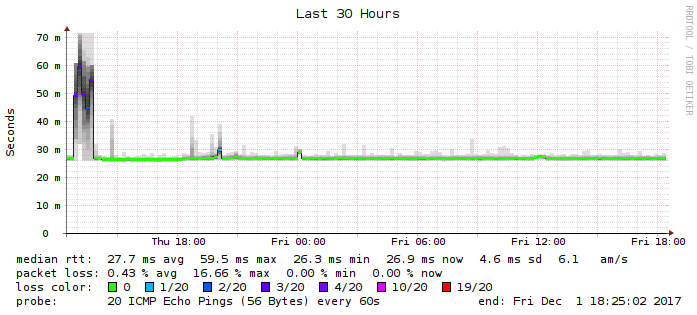 Last 30 Hours
RRDTOOL / TOBI OETIKER
Seconds
70 m
60 m
50 m
40 m
30 m
20 m
10 m
0
Thu 18:00 Fri 00:00 Fri 06:00 Fri 12:00 Fri 18:00
median rtt: 27.7 ms avg 59.5 ms max 26.3 ms min 26.9 ms now 4.6 ms sd 6.1 am/s
packet loss: 0.43 % avg 16.66 % max 0.00 % min 0.00 % now
loss color: 0 1/20 2/20 3/20 4/20 10/20 19/20
probe: 20 ICMP Echo Pings (56 Bytes) every 60s end: Fri Dec 1 18:25:02 2017